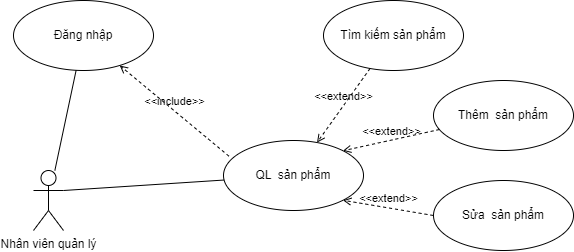 Đăng nhập
Tìm kiếm sản phẩm
<<include>>
<<extend>>
Thêm  sản phẩm
<<extend>>
QL  sản phẩm
<<extend>>
Sửa  sản phẩm
Nhân viên quản lý